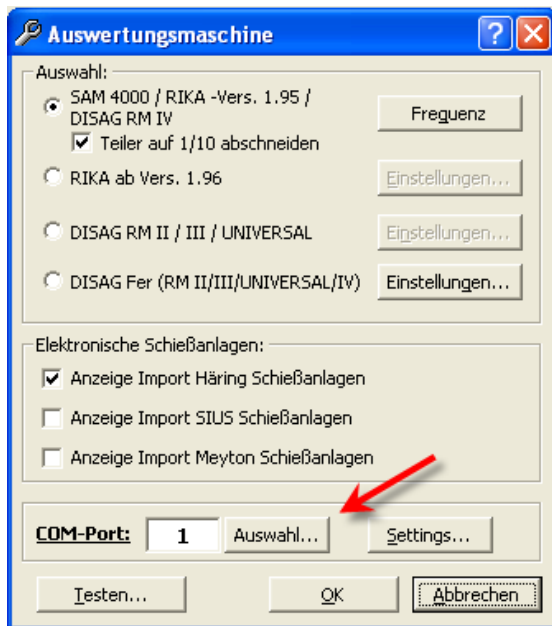 Auswertungsmaschine
Auswahl:
SAM 4000 / RIKA -Vers. 1.95 /
DISAG RM IV
Frequenz
Teiler auf 1/10 abschneiden
RIKA ab Vers. 1.96
Einstellungen...
DISAG RM II / III / UNIVERSAL
Einstellungen...
DISAG Fer (RM II/III/UNIVERSAL/IV)
Einstellungen...
Elektronische Schießanlagen:
Anzeige Import Häring Schießanlagen
Anzeige Import SIUS Schießanlagen
Anzeige Import Meyton Schießanlagen
COM-Port: 1 Auswahl... Settings...
Testen... OK Abbrechen